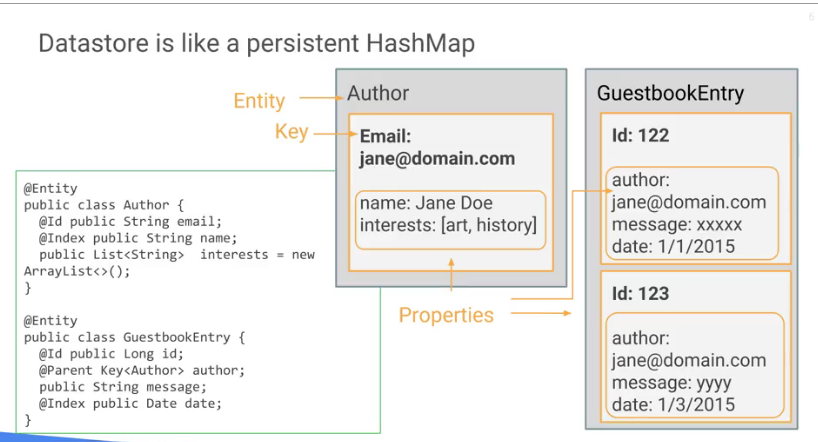 6
Datastore is like a persistent HashMap
Entity
Key
Author
Email:
jane@domain.com
name: Jane Doe
interests: [art, history]
Properties
GuestbookEntry
Id: 122
author:
jane@domain.com
message: xxxxx
date: 1/1/2015
Id: 123
author:
jane@domain.com
message: yyyy
date: 1/3/2015
@Entity
public class Author {
  @Id public String email;
  @Index public String name;
  public List<String>  interests = new
ArrayList<>();
}

@Entity
public class GuestbookEntry {
  @Id public Long id;
  @Parent Key<Author> author;
  public String message;
  @Index public Date date;
}